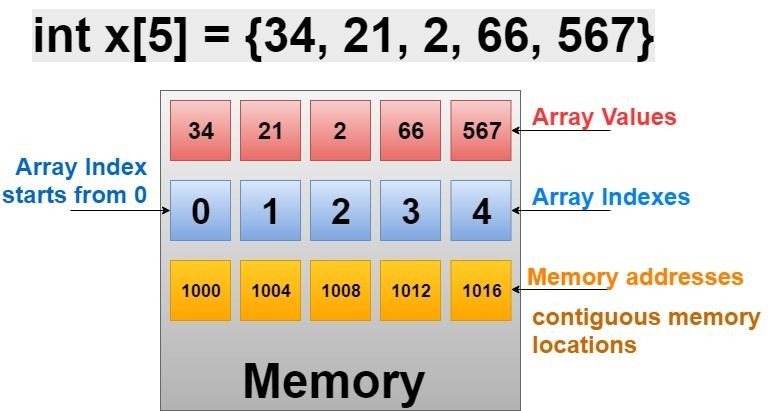 int x[5] = {34, 21, 2, 66, 567}
34 21 2 66 567
Array Values
Array Index
starts from 0
0 1 2 3 4
Array Indexes
1000 1004 1008 1012 1016
Memory addresses
contiguous memory
locations
Memory